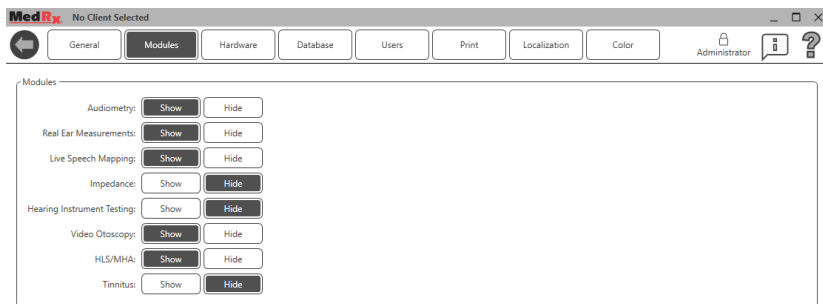 MedRx No Client Selected
General Modules Hardware Database Users Print Localization Color Administrator i ?
Modules
Audiometry: Show Hide
Real Ear Measurements: Show Hide
Live Speech Mapping: Show Hide
Impedance: Show Hide
Hearing Instrument Testing: Show Hide
Video Otoscopy: Show Hide
HLS/MHA: Show Hide
Tinnitus: Show Hide